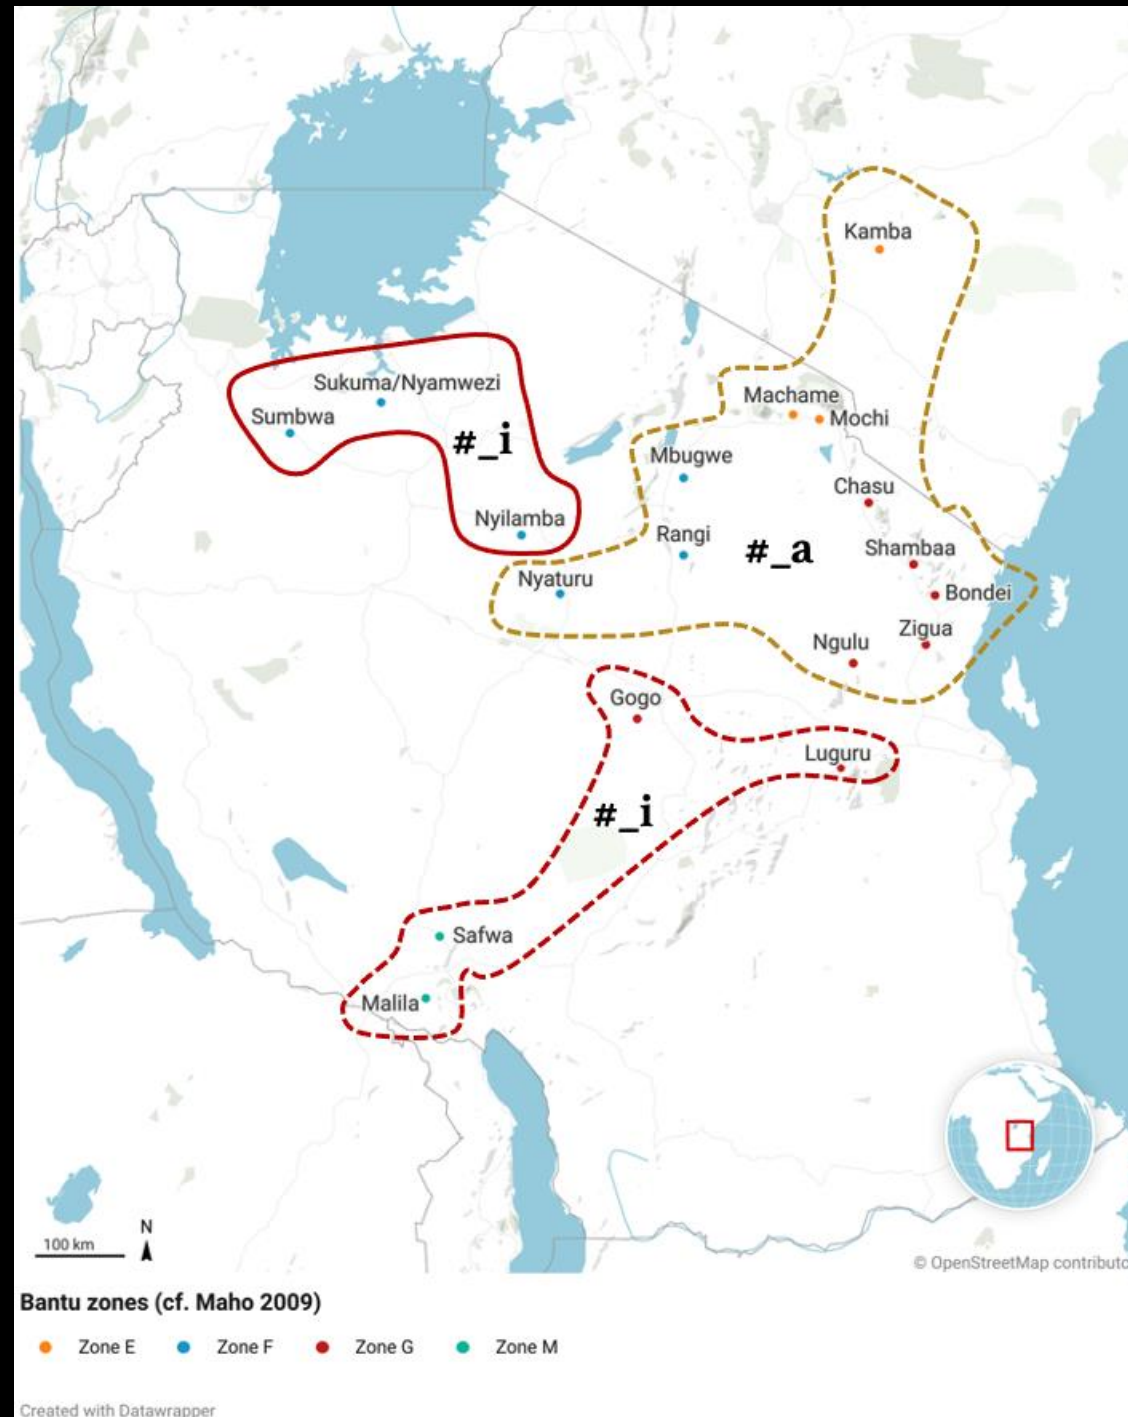 Kamba
Machame
Mochi
Sukuma/Nyamwezi
Sumbwa
#_i
Mbugwe
Chasu
Nyilamba
Rangi
#_a
Shambaa
Nyaturu
Bondei
Zigua
Ngulu
Gogo
Luguru
#_i
Safwa
Malila
N
100 km
© OpenStreetMap contributo
Bantu zones (cf. Maho 2009)
Zone E Zone F Zone G Zone M
Created with Datawrapper